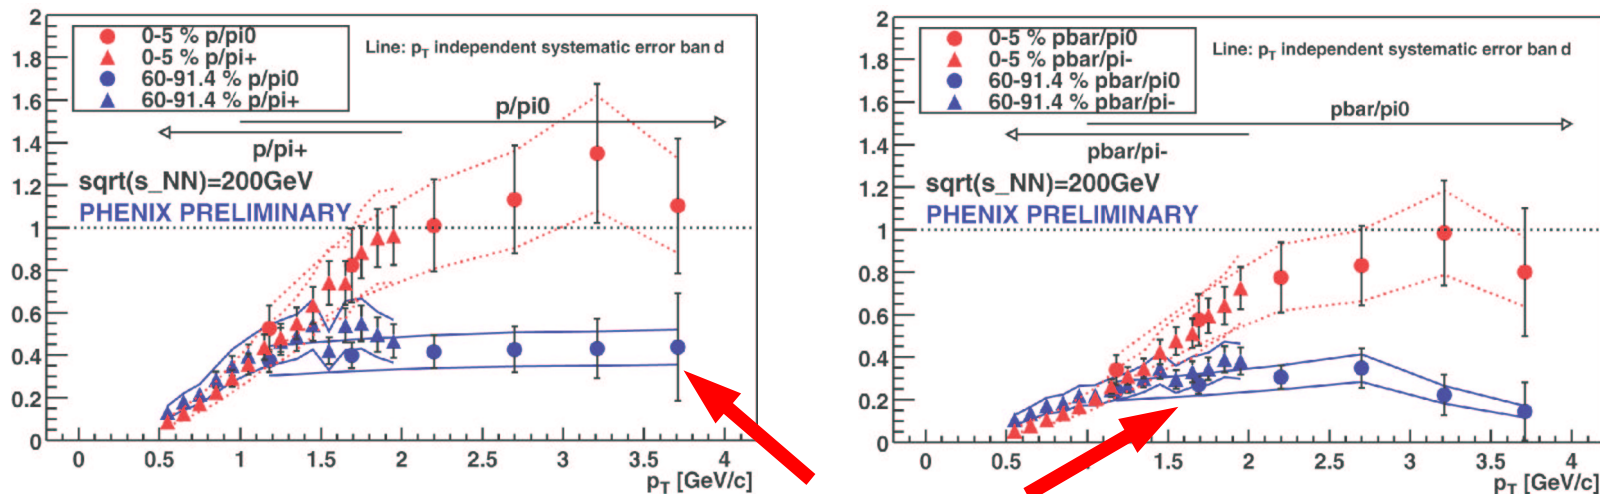 2
1.8
1.6
1.4
1.2
1
0.8
0.6
0.4
0.2
0
0-5 % p/pi0
0-5 % p/pi+
60-91.4 % p/pi0
60-91.4 % p/pi+
Line: pT independent systematic error ban d
p/pi0
p/pi+
sqrt(s_NN)=200GeV
PHENIX PRELIMINARY
0 0.5 1 1.5 2 2.5 3 3.5 4
pT [GeV/c]
2
1.8
1.6
1.4
1.2
1
0.8
0.6
0.4
0.2
0
0-5 % pbar/pi0
0-5 % pbar/pi-
60-91.4 % pbar/pi0
60-91.4 % pbar/pi-
Line: pT independent systematic error ban d
pbar/pi0
pbar/pi-
sqrt(s_NN)=200GeV
PHENIX PRELIMINARY
0 0.5 1 1.5 2 2.5 3 3.5 4
pT [GeV/c]